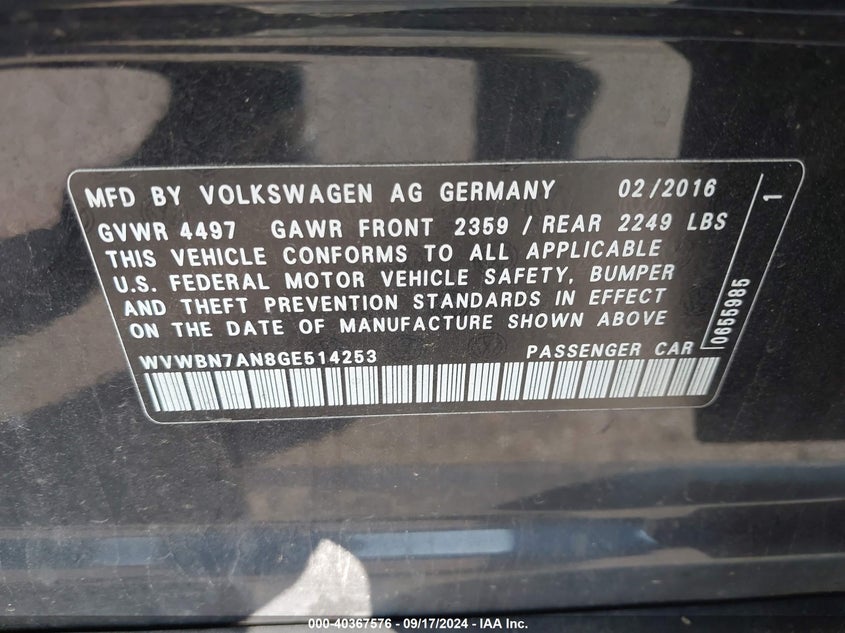 MFD BY VOLKSWAGEN AG GERMANY 02/2016
GVWR 4497 GAWR FRONT 2359 / REAR 2249 LBS
THIS VEHICLE CONFORMS TO ALL APPLICABLE
U.S. FEDERAL MOTOR VEHICLE SAFETY, BUMPER
AND THEFT PREVENTION STANDARDS IN EFFECT
ON THE DATE OF MANUFACTURE SHOWN ABOVE
WVWBN7AN8GE514253 PASSENGER CAR
0655985 1
000-40367576 - 09/17/2024 - IAA Inc.